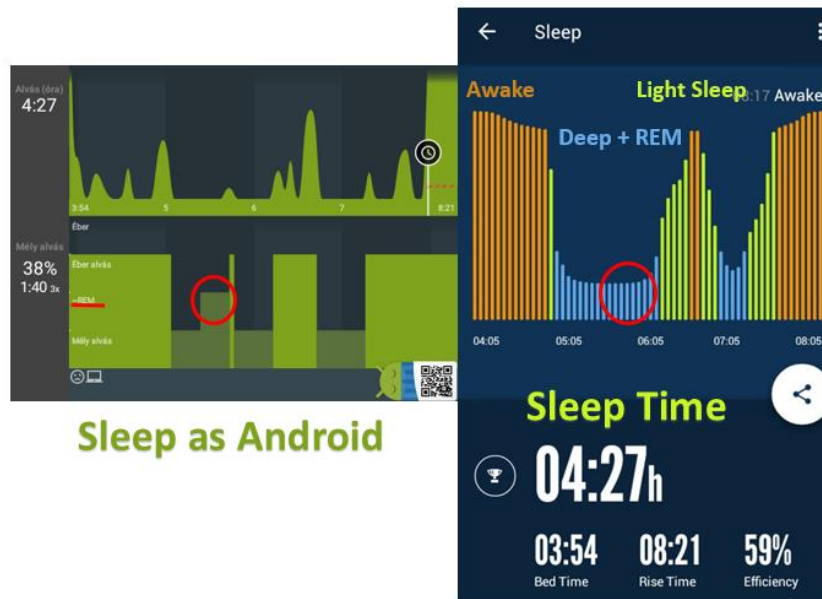 Alvás (óra)
4:27
3:54 5 6 7 8:21
Éber
Mély alvás
38%
1:40 3x
Éber alvás
~REM
Mély alvás
Sleep as Android
Sleep
Awake
Light Sleep
:17 Awake
Deep + REM
04:05 05:05 06:05 07:05 08:05
Sleep Time
04:27h
03:54 08:21 59%
Bed Time Rise Time Efficiency